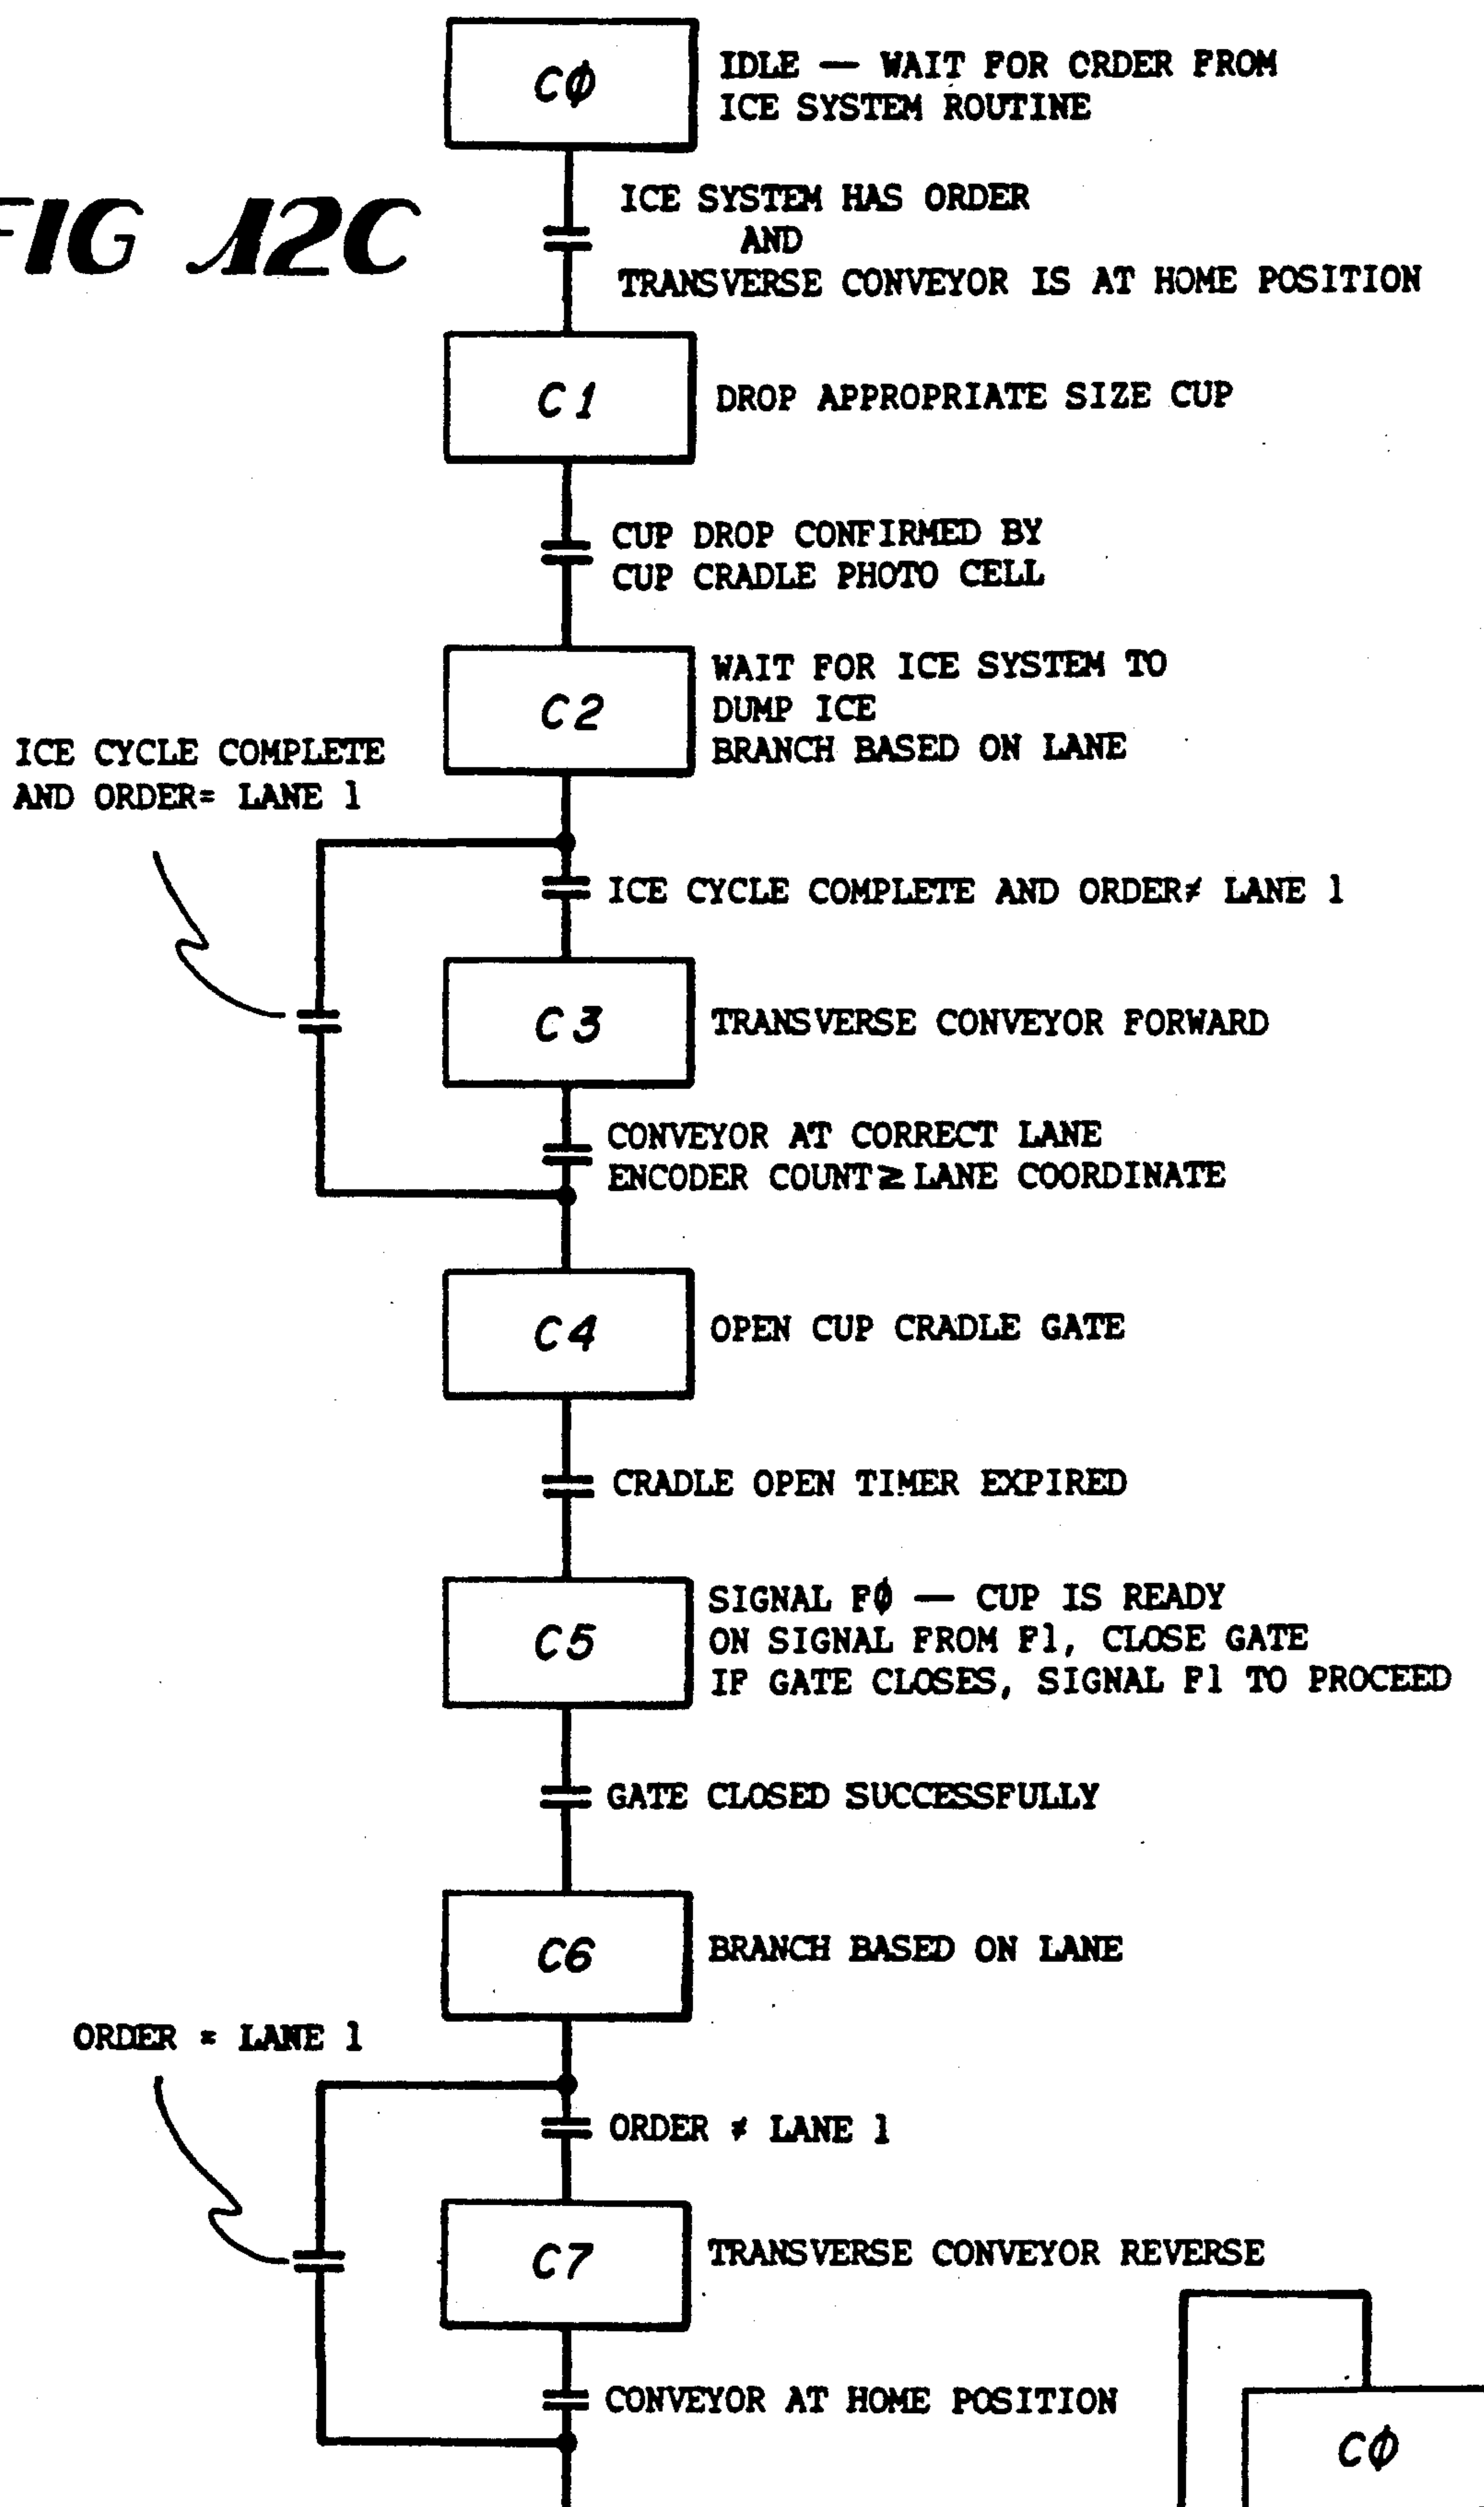 CØ
IDLE — WAIT FOR CRDER FROM
ICE SYSTEM ROUTINE
FIG 12C
ICE SYSTEM HAS ORDER
AND
TRANSVERSE CONVEYOR IS AT HOME POSITION
C1
DROP APPROPRIATE SIZE CUP
CUP DROP CONFIRMED BY
CUP CRADLE PHOTO CELL
C2
WAIT FOR ICE SYSTEM TO
DUMP ICE
BRANCH BASED ON LANE
ICE CYCLE COMPLETE
AND ORDER= LANE 1
ICE CYCLE COMPLETE AND ORDER≠ LANE 1
C3
TRANSVERSE CONVEYOR FORWARD
CONVEYOR AT CORRECT LANE
ENCODER COUNT≥LANE COORDINATE
C4
OPEN CUP CRADLE GATE
CRADLE OPEN TIMER EXPIRED
C5
SIGNAL FØ — CUP IS READY
ON SIGNAL FROM F1, CLOSE GATE
IF GATE CLOSES, SIGNAL F1 TO PROCEED
GATE CLOSED SUCCESSFULLY
C6
BRANCH BASED ON LANE
ORDER = LANE 1
ORDER ≠ LANE 1
C7
TRANSVERSE CONVEYOR REVERSE
CONVEYOR AT HOME POSITION
CØ